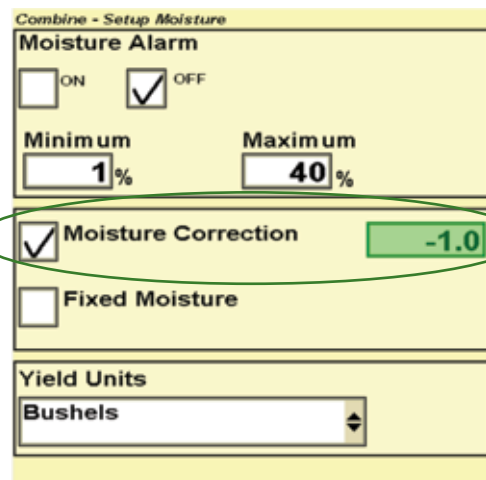 Combine - Setup Moisture
Moisture Alarm
ON OFF
Minimum Maximum
1 % 40 %
Moisture Correction -1.0
Fixed Moisture
Yield Units
Bushels